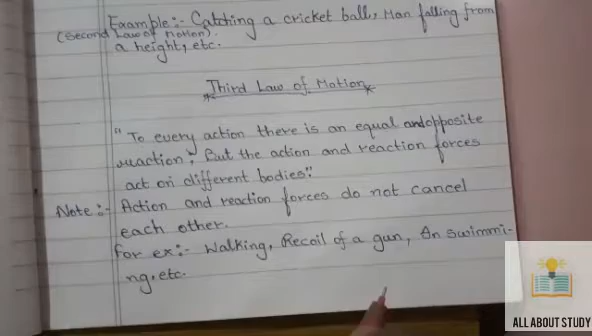 Example:- Catching a cricket ball, Man falling from
(Second Law of Motion).
a height, etc.
Third Law of Motion
"To every action there is an equal and opposite
reaction, But the action and reaction forces
act on different bodies."
Note:- Action and reaction forces do not cancel
each other.
for ex:- Walking, Recoil of a gun, In swimmi-
ng, etc.
ALL ABOUT STUDY